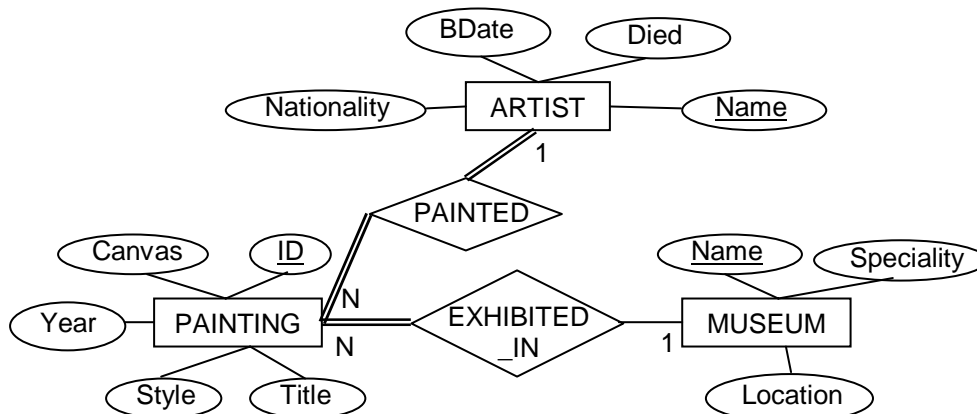 BDate
Died
Nationality
ARTIST
Name
1
PAINTED
Canvas
ID
Name
Speciality
N
Year
PAINTING
EXHIBITED
_IN
MUSEUM
N
1
Style
Title
Location